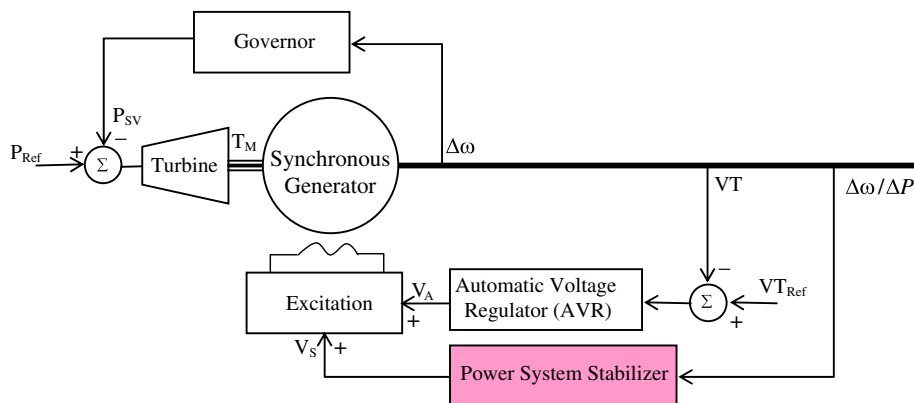 Governor
P_SV
−
P_Ref
+
Σ
Turbine
T_M
Synchronous
Generator
Δω
VT
Δω/ΔP
−
Σ
VT_Ref
+
Automatic Voltage
Regulator (AVR)
V_A
+
Excitation
V_S
+
Power System Stabilizer